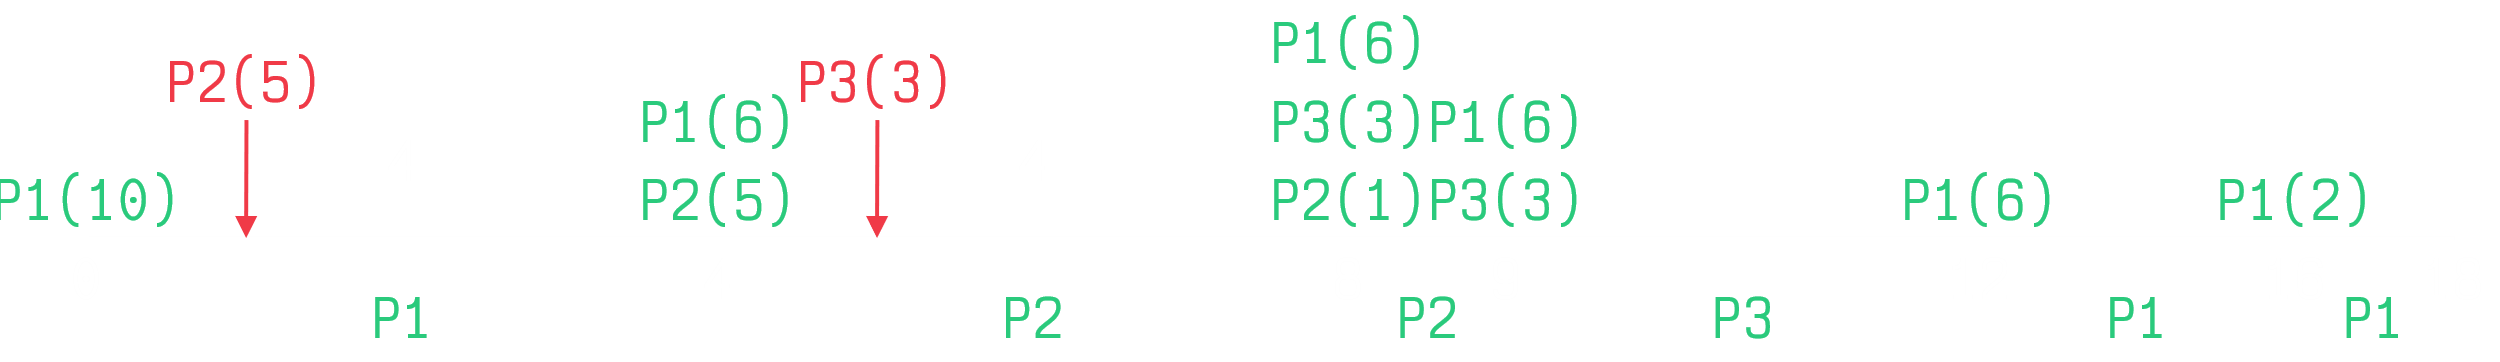 P1(6)
P2(5) P3(3)
P1(6) P3(3)P1(6)
P1(10) P2(5) P2(1)P3(3) P1(6) P1(2)
P1 P2 P2 P3 P1 P1